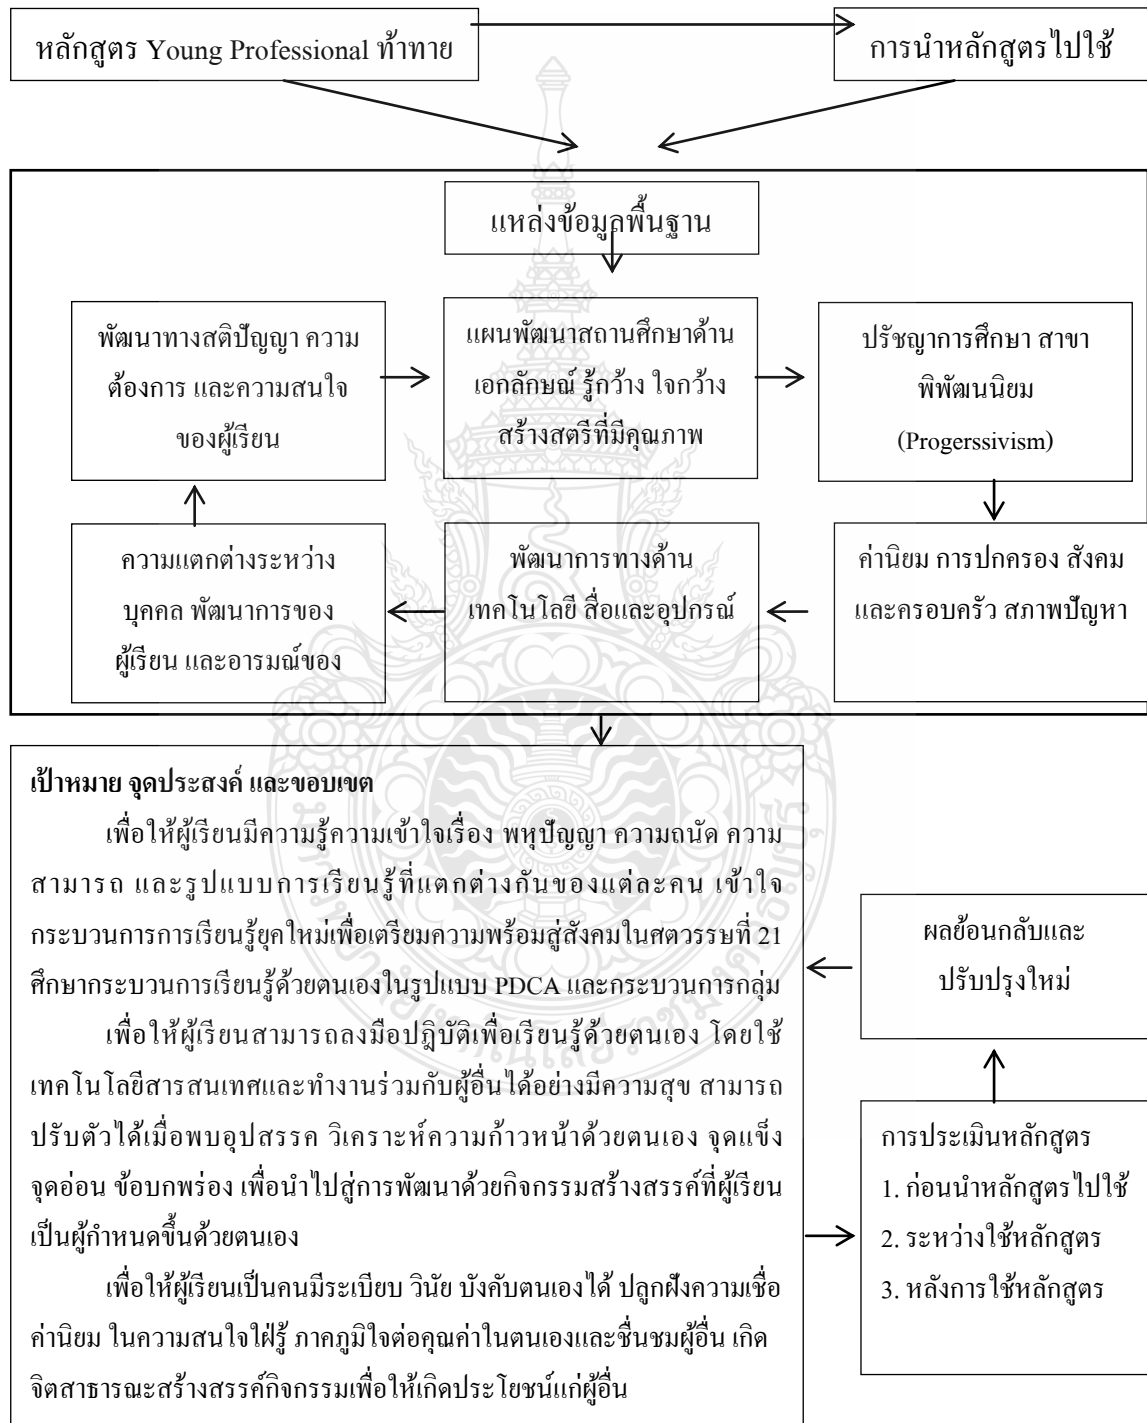 หลักสูตร Young Professional ท้าทาย
การนำหลักสูตรไปใช้
แหล่งข้อมูลพื้นฐาน
พัฒนาทางสติปัญญา ความ
ต้องการ และความสนใจ
ของผู้เรียน
แผนพัฒนาสถานศึกษาด้าน
เอกลักษณ์ รู้กว้าง ใจกว้าง
สร้างสตรีที่มีคุณภาพ
ปรัชญาการศึกษา สาขา
พิพัฒนนิยม
(Progerssivism)
ความแตกต่างระหว่าง
บุคคล พัฒนาการของ
ผู้เรียน และอารมณ์ของ
พัฒนาการทางด้าน
เทคโนโลยี สื่อและอุปกรณ์
ค่านิยม การปกครอง สังคม
และครอบครัว สภาพปัญหา
เป้าหมาย จุดประสงค์ และขอบเขต
เพื่อให้ผู้เรียนมีความรู้ความเข้าใจเรื่อง พหุปัญญา ความถนัด ความ
สามารถ และรูปแบบการเรียนรู้ที่แตกต่างกันของแต่ละคน เข้าใจ
กระบวนการการเรียนรู้ยุคใหม่เพื่อเตรียมความพร้อมสู่สังคมในศตวรรษที่ 21
ศึกษากระบวนการเรียนรู้ด้วยตนเองในรูปแบบ PDCA และกระบวนการกลุ่ม
เพื่อให้ผู้เรียนสามารถลงมือปฏิบัติเพื่อเรียนรู้ด้วยตนเอง โดยใช้
เทคโนโลยีสารสนเทศและทำงานร่วมกับผู้อื่นได้อย่างมีความสุข สามารถ
ปรับตัวได้เมื่อพบอุปสรรค วิเคราะห์ความก้าวหน้าด้วยตนเอง จุดแข็ง
จุดอ่อน ข้อบกพร่อง เพื่อนำไปสู่การพัฒนาด้วยกิจกรรมสร้างสรรค์ที่ผู้เรียน
เป็นผู้กำหนดขึ้นด้วยตนเอง
เพื่อให้ผู้เรียนเป็นคนมีระเบียบ วินัย บังคับตนเองได้ ปลูกฝังความเชื่อ
ค่านิยม ในความสนใจใฝ่รู้ ภาคภูมิใจต่อคุณค่าในตนเองและชื่นชมผู้อื่น เกิด
จิตสาธารณะสร้างสรรค์กิจกรรมเพื่อให้เกิดประโยชน์แก่ผู้อื่น
ผลย้อนกลับและ
ปรับปรุงใหม่
การประเมินหลักสูตร
1. ก่อนนำหลักสูตรไปใช้
2. ระหว่างใช้หลักสูตร
3. หลังการใช้หลักสูตร